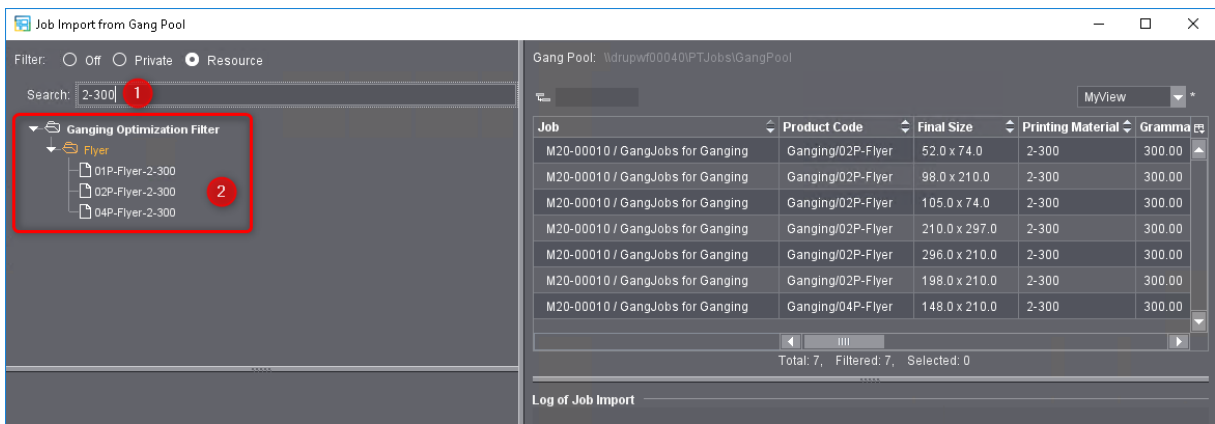 Job Import from Gang Pool
Filter: Off Private Resource
Search: 2-300 1
Ganging Optimization Filter
Flyer
01P-Flyer-2-300
02P-Flyer-2-300
04P-Flyer-2-300
2
Gang Pool: \\drupwf00040\PTJobs\GangPool
MyView *
Job Product Code Final Size Printing Material Gramma
M20-00010 / GangJobs for Ganging Ganging/02P-Flyer 52.0 x 74.0 2-300 300.00
M20-00010 / GangJobs for Ganging Ganging/02P-Flyer 98.0 x 210.0 2-300 300.00
M20-00010 / GangJobs for Ganging Ganging/02P-Flyer 105.0 x 74.0 2-300 300.00
M20-00010 / GangJobs for Ganging Ganging/02P-Flyer 210.0 x 297.0 2-300 300.00
M20-00010 / GangJobs for Ganging Ganging/02P-Flyer 296.0 x 210.0 2-300 300.00
M20-00010 / GangJobs for Ganging Ganging/02P-Flyer 198.0 x 210.0 2-300 300.00
M20-00010 / GangJobs for Ganging Ganging/04P-Flyer 148.0 x 210.0 2-300 300.00
Total: 7, Filtered: 7, Selected: 0
Log of Job Import